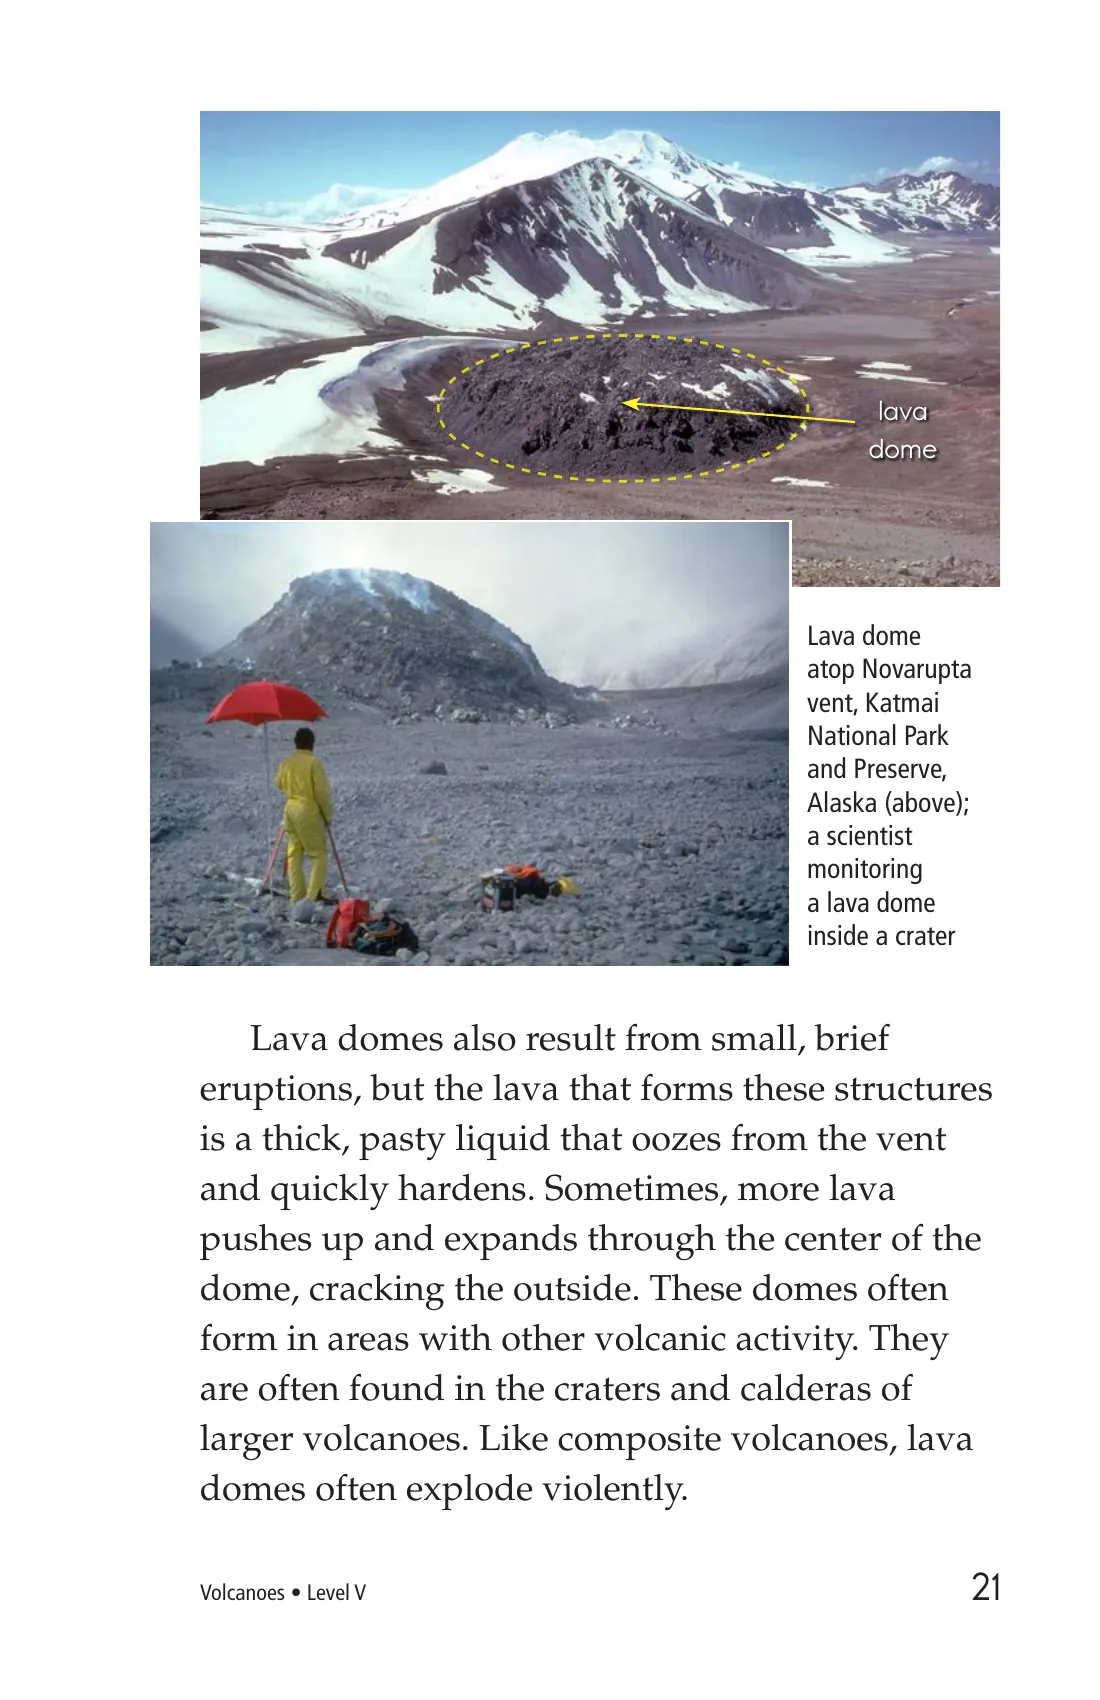 lava
dome
Lava dome
atop Novarupta
vent, Katmai
National Park
and Preserve,
Alaska (above);
a scientist
monitoring
a lava dome
inside a crater
Lava domes also result from small, brief
eruptions, but the lava that forms these structures
is a thick, pasty liquid that oozes from the vent
and quickly hardens. Sometimes, more lava
pushes up and expands through the center of the
dome, cracking the outside. These domes often
form in areas with other volcanic activity. They
are often found in the craters and calderas of
larger volcanoes. Like composite volcanoes, lava
domes often explode violently.
Volcanoes • Level V
21